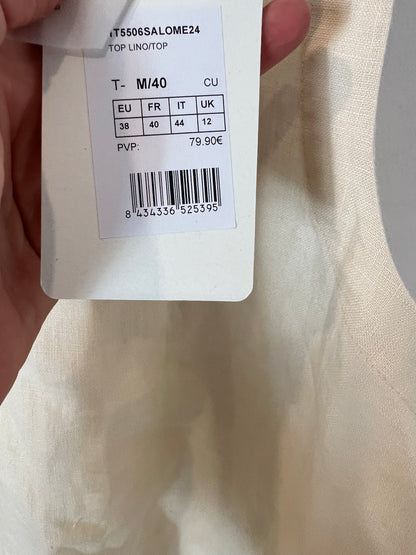 1T5506SALOME24
TOP LINO/TOP
T- M/40 CU
EU FR IT UK
38 40 44 12
PVP: 79.90€
8 434336 525395